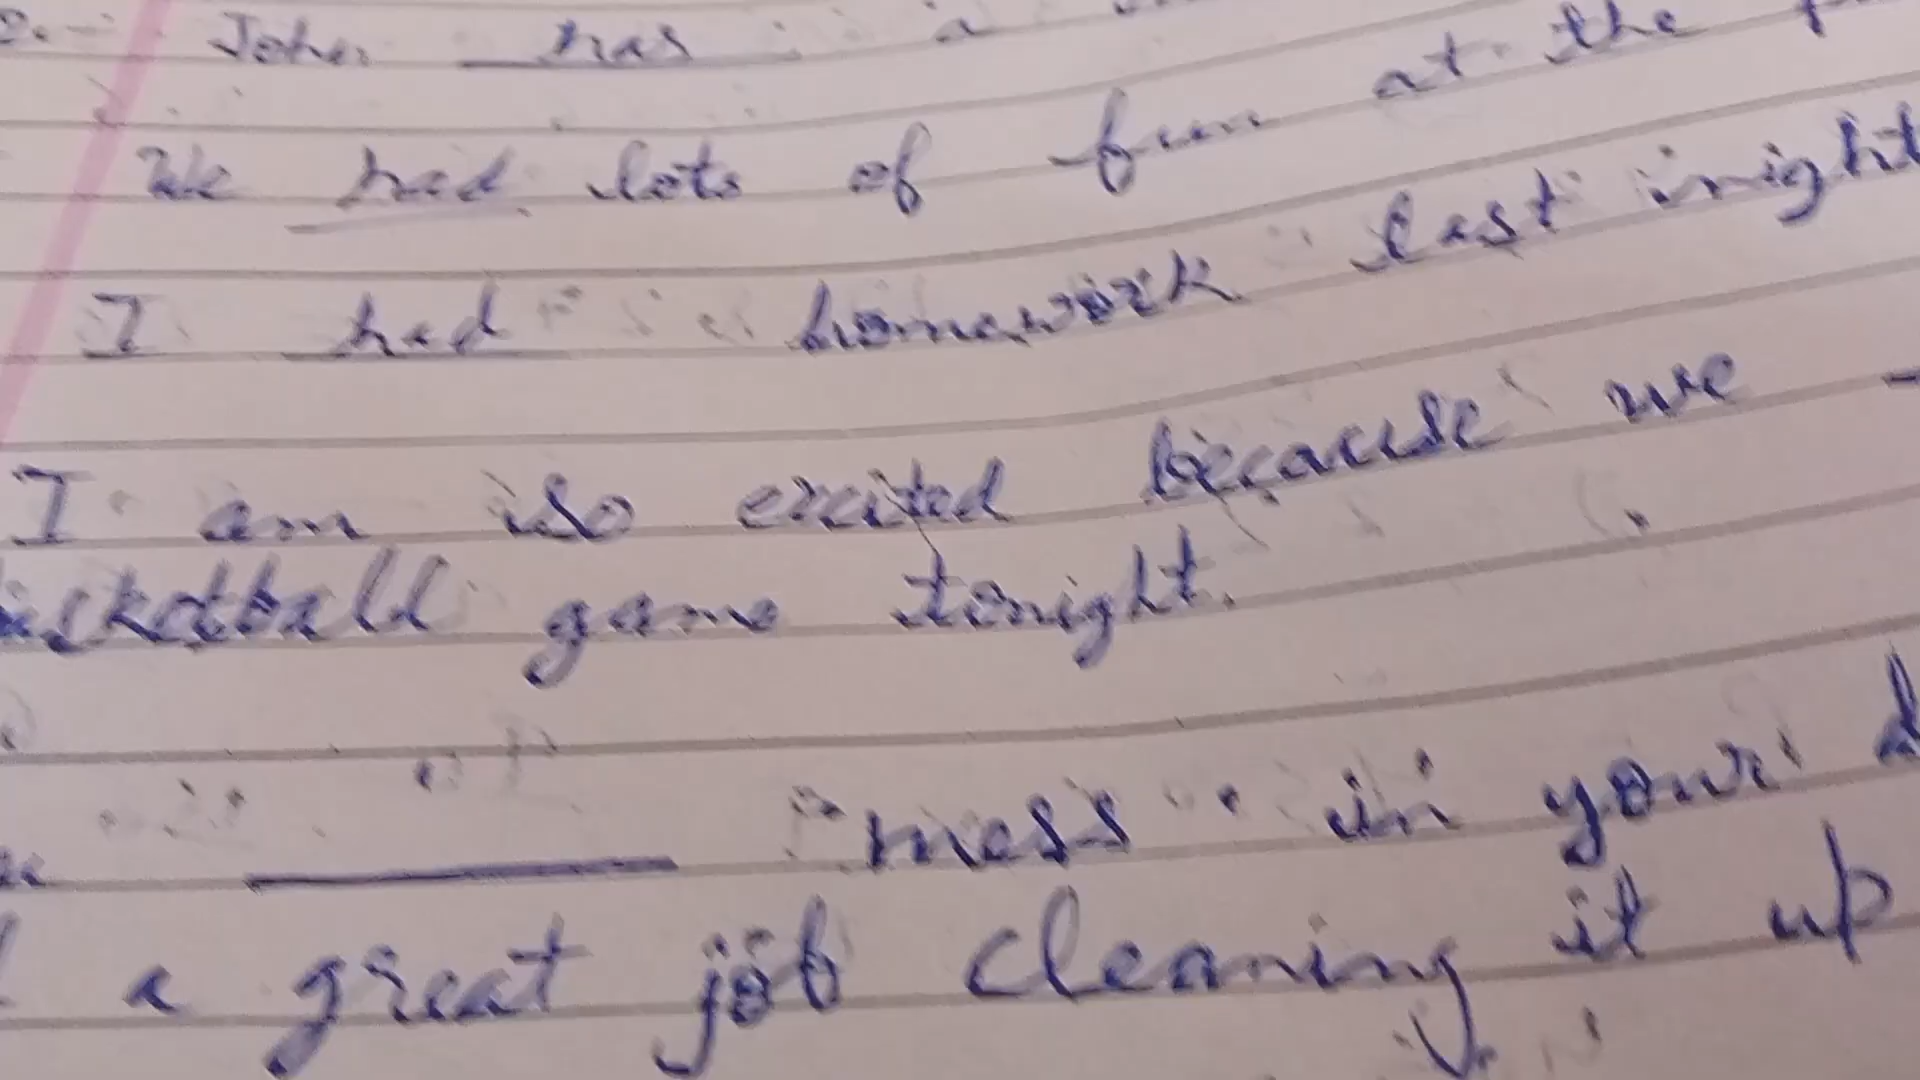 John has a
We had lots of fun at the
I had homework last night
I am so excited because we
basketball game tonight.
mess in your
a great job cleaning it up